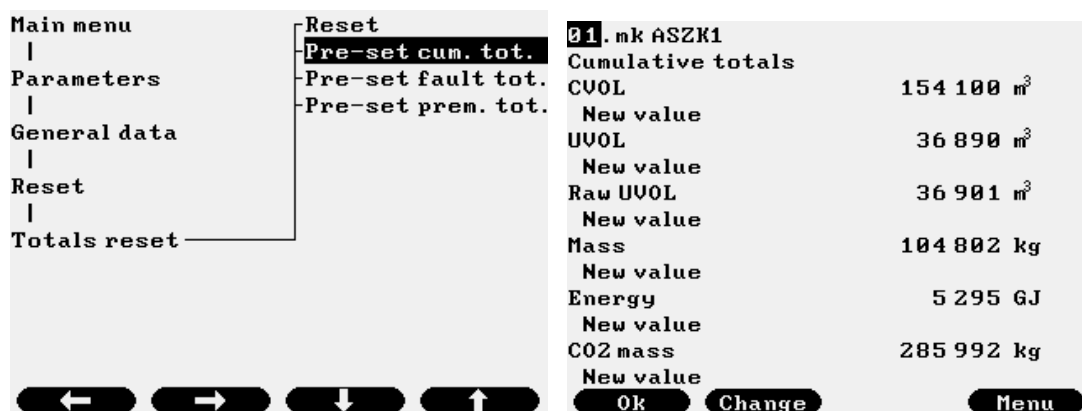 Main menu
Parameters
General data
Reset
Totals reset
Reset
Pre-set cum. tot.
Pre-set fault tot.
Pre-set prem. tot.
01.mk ASZK1
Cumulative totals
CVOL 154 100 m³
New value
UVOL 36 890 m³
New value
Raw UVOL 36 901 m³
New value
Mass 104 802 kg
New value
Energy 5 295 GJ
New value
CO2 mass 285 992 kg
New value
Ok Change Menu